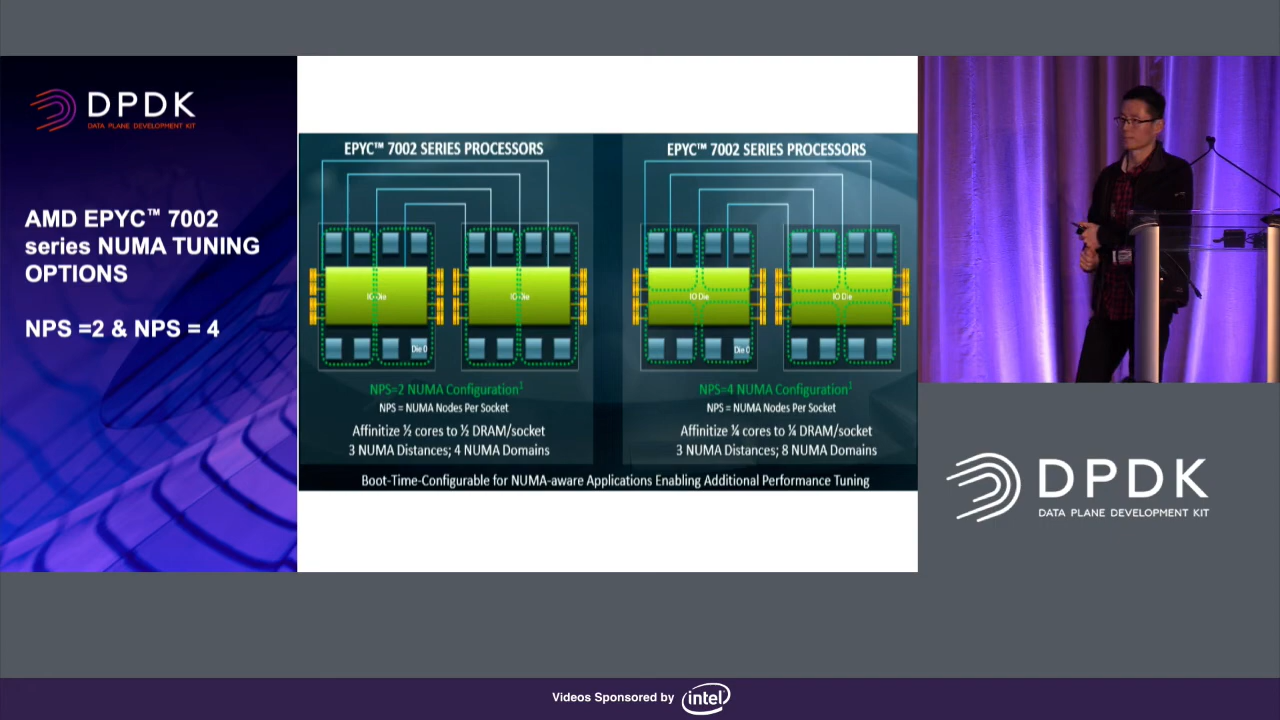 DPDK
DATA PLANE DEVELOPMENT KIT
AMD EPYC™ 7002
series NUMA TUNING
OPTIONS
NPS =2 & NPS = 4
EPYC™ 7002 SERIES PROCESSORS
IO Die
IO Die
Die 0
NPS=2 NUMA Configuration¹
NPS = NUMA Nodes Per Socket
Affinitize ½ cores to ½ DRAM/socket
3 NUMA Distances; 4 NUMA Domains
EPYC™ 7002 SERIES PROCESSORS
IO Die
IO Die
Die 0
NPS=4 NUMA Configuration¹
NPS = NUMA Nodes Per Socket
Affinitize ¼ cores to ¼ DRAM/socket
3 NUMA Distances; 8 NUMA Domains
Boot-Time-Configurable for NUMA-aware Applications Enabling Additional Performance Tuning
DPDK
DATA PLANE DEVELOPMENT KIT
Videos Sponsored by intel